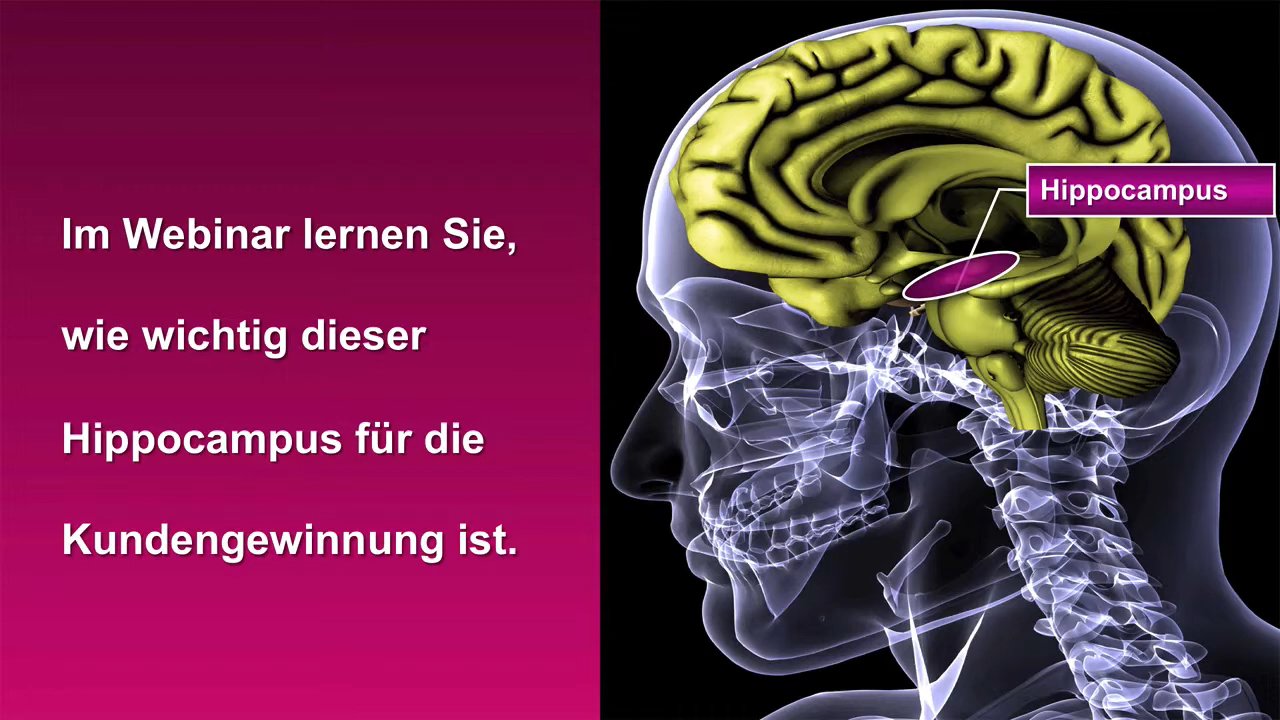 Im Webinar lernen Sie,
wie wichtig dieser
Hippocampus für die
Kundengewinnung ist.
Hippocampus